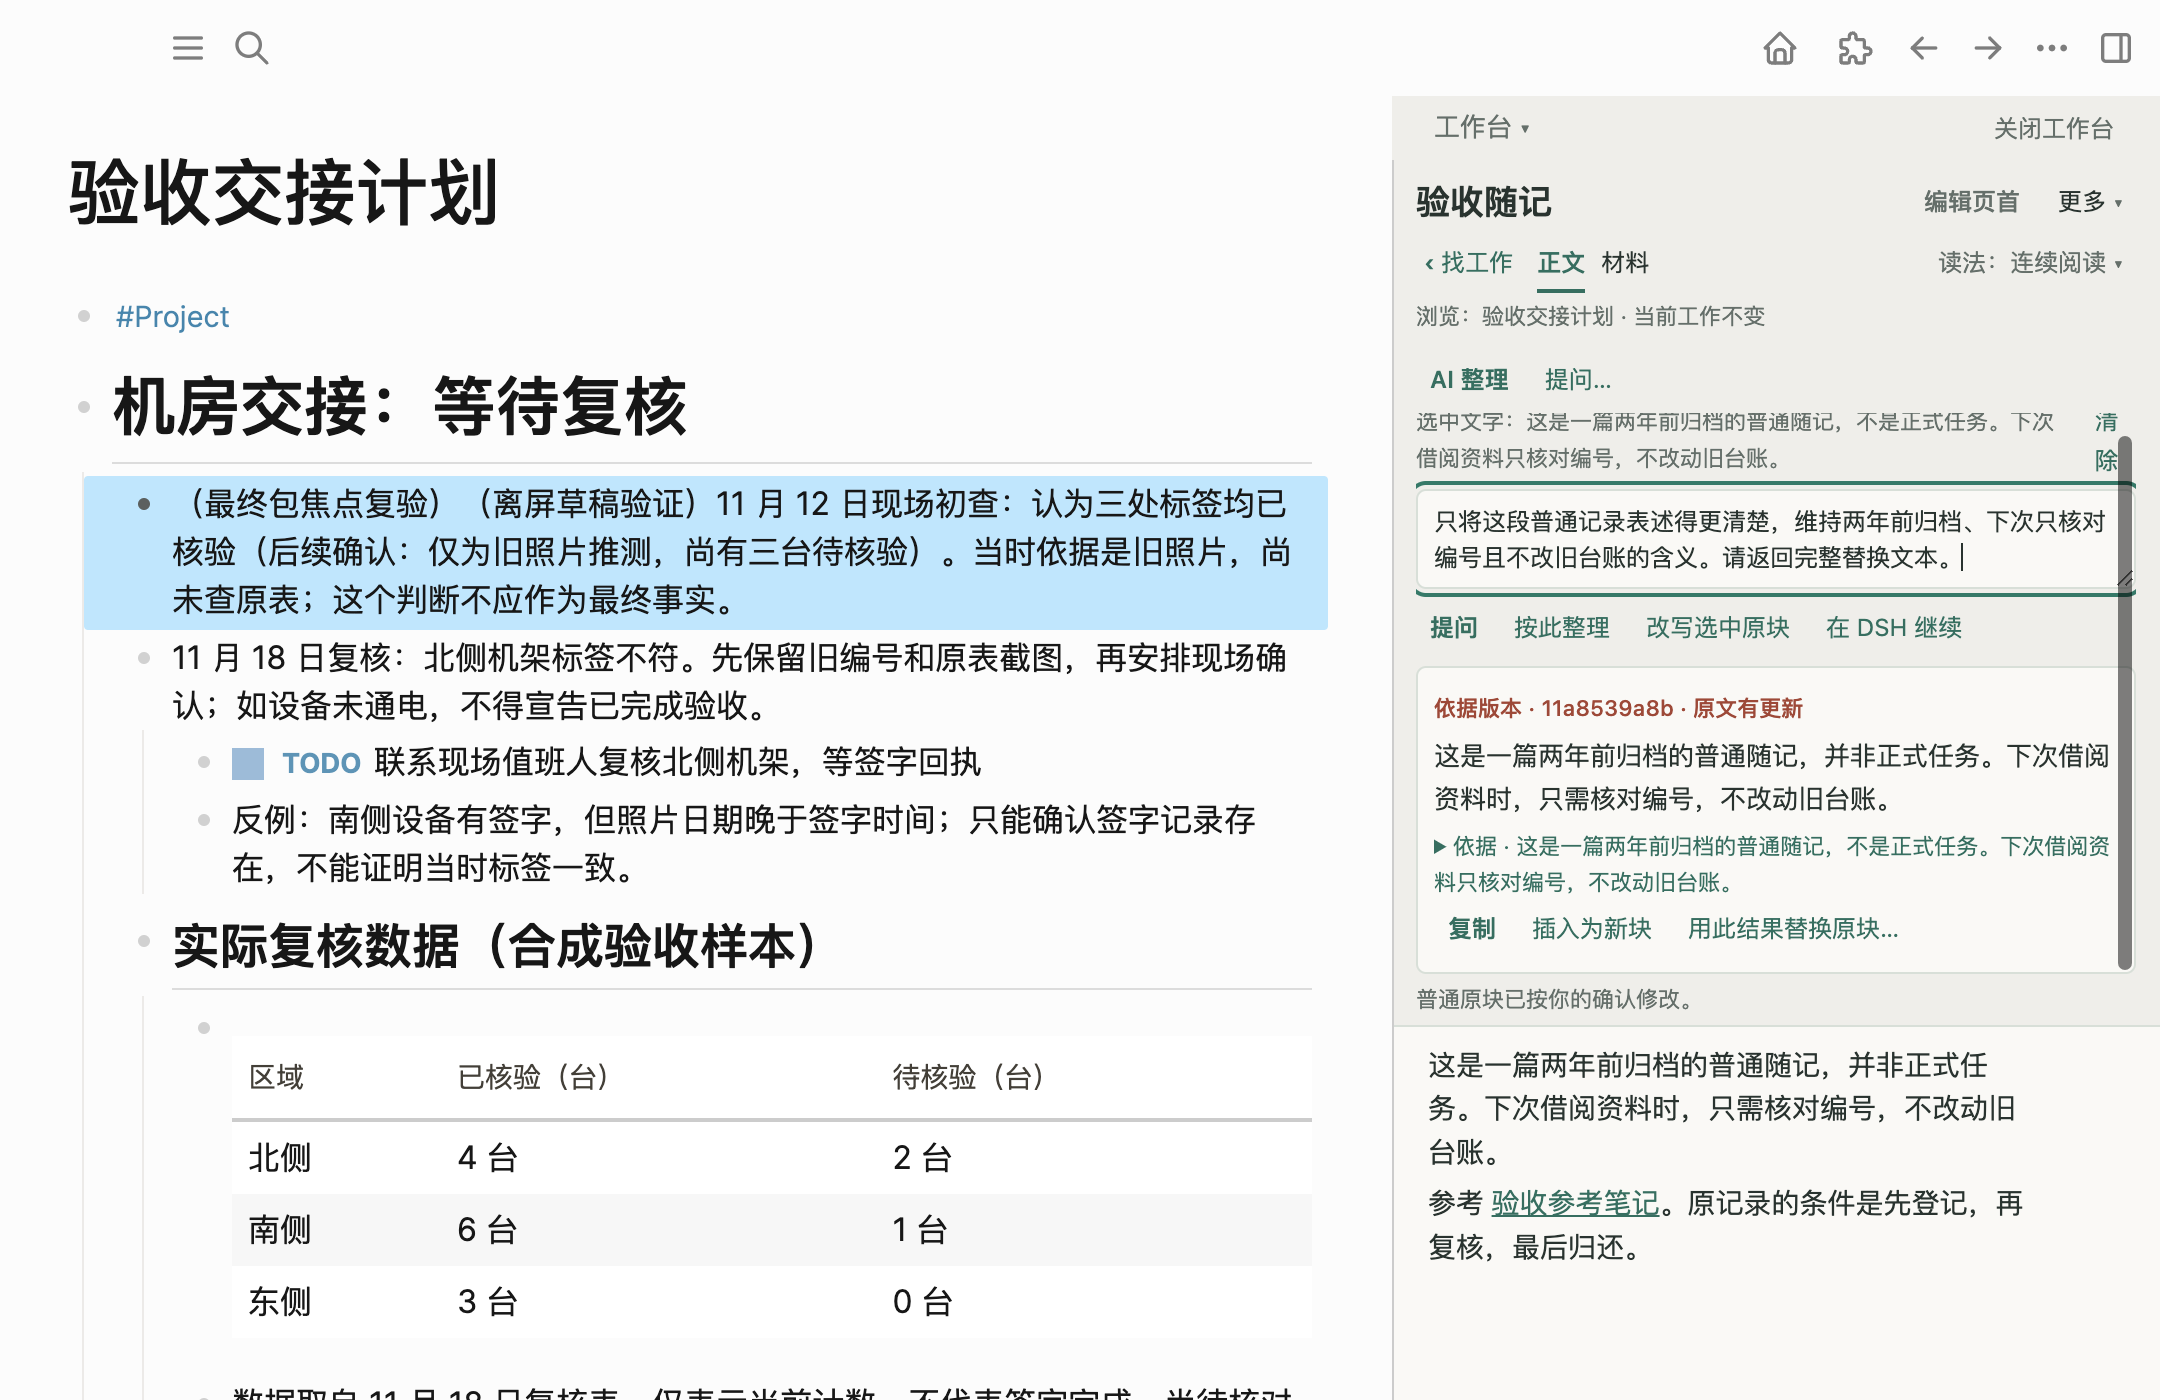 验收交接计划
#Project
机房交接：等待复核
（最终包焦点复验）（离屏草稿验证）11 月 12 日现场初查：认为三处标签均已
核验（后续确认：仅为旧照片推测，尚有三台待核验）。当时依据是旧照片，尚
未查原表；这个判断不应作为最终事实。
11 月 18 日复核：北侧机架标签不符。先保留旧编号和原表截图，再安排现场确
认；如设备未通电，不得宣告已完成验收。
TODO 联系现场值班人复核北侧机架，等签字回执
反例：南侧设备有签字，但照片日期晚于签字时间；只能确认签字记录存
在，不能证明当时标签一致。
实际复核数据（合成验收样本）
区域 已核验（台） 待核验（台）
北侧 4 台 2 台
南侧 6 台 1 台
东侧 3 台 0 台
数据取自 11 月 18 日复核表，仅表示当前计数，不代表签字完成。当待核对
工作台 ▾ 关闭工作台
验收随记 编辑页首 更多 ▾
‹ 找工作 正文 材料 读法：连续阅读 ▾
浏览：验收交接计划 · 当前工作不变
AI 整理 提问...
选中文字：这是一篇两年前归档的普通随记，不是正式任务。下次 清
借阅资料只核对编号，不改动旧台账。 除
只将这段普通记录表述得更清楚，维持两年前归档、下次只核对
编号且不改旧台账的含义。请返回完整替换文本。
提问 按此整理 改写选中原块 在 DSH 继续
依据版本 · 11a8539a8b · 原文有更新
这是一篇两年前归档的普通随记，并非正式任务。下次借阅
资料时，只需核对编号，不改动旧台账。
▶ 依据 · 这是一篇两年前归档的普通随记，不是正式任务。下次借阅资
料只核对编号，不改动旧台账。
复制 插入为新块 用此结果替换原块...
普通原块已按你的确认修改。
这是一篇两年前归档的普通随记，并非正式任
务。下次借阅资料时，只需核对编号，不改动旧
台账。
参考 验收参考笔记。原记录的条件是先登记，再
复核，最后归还。